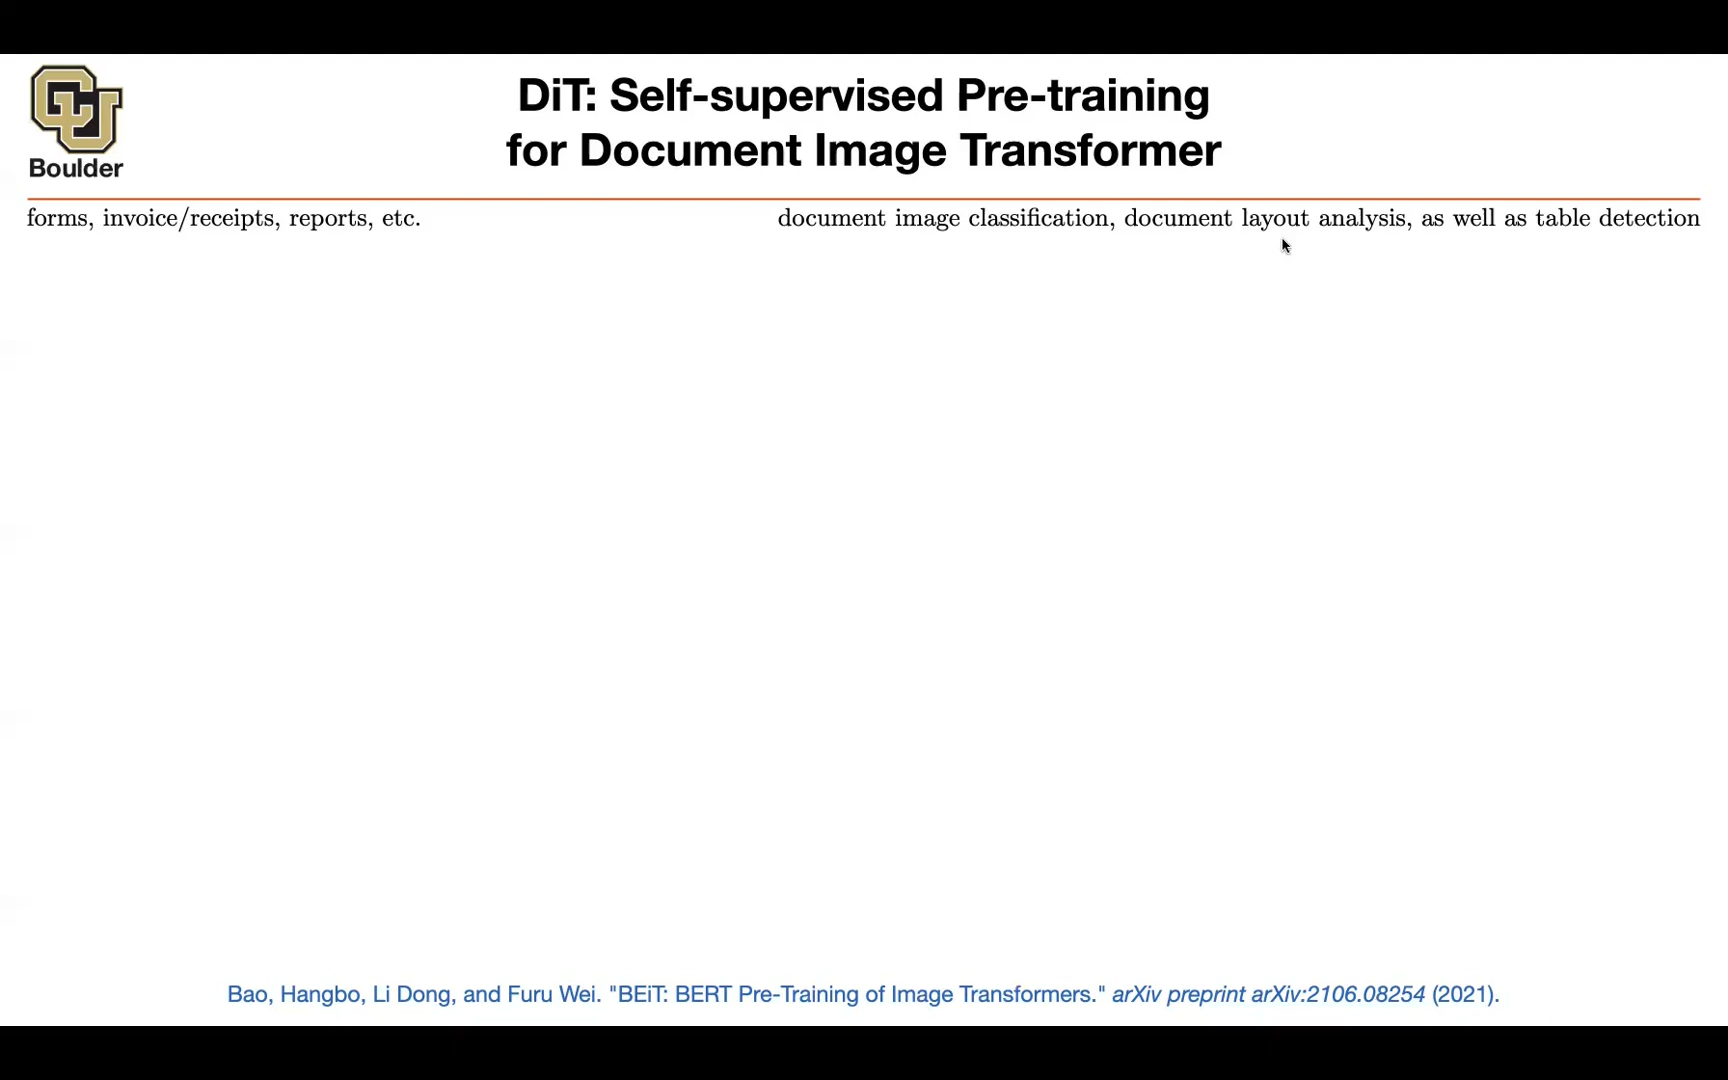 CU
Boulder
DiT: Self-supervised Pre-training
for Document Image Transformer
forms, invoice/receipts, reports, etc.
document image classification, document layout analysis, as well as table detection
Bao, Hangbo, Li Dong, and Furu Wei. "BEiT: BERT Pre-Training of Image Transformers." arXiv preprint arXiv:2106.08254 (2021).